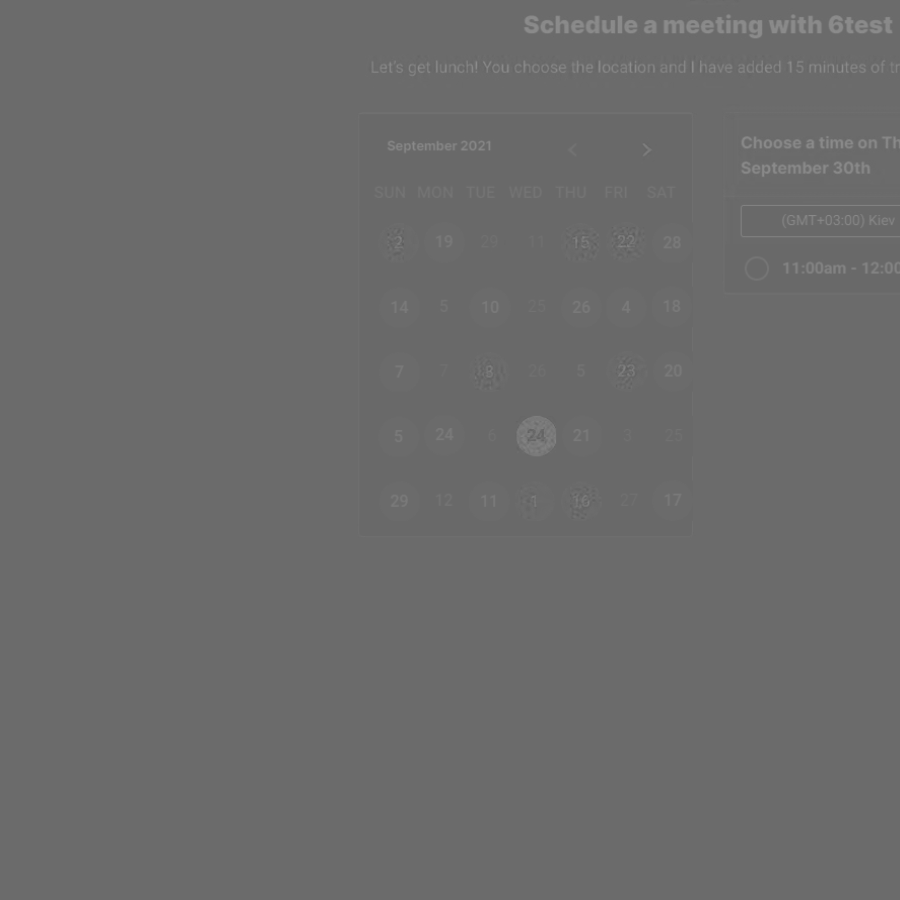 Schedule a meeting with 6test
Let's get lunch! You choose the location and I have added 15 minutes of tr
September 2021
SUN MON TUE WED THU FRI SAT
2 19 29 11 15 22 28
14 5 10 25 26 4 18
7 7 8 26 5 23 20
5 24 6 24 21 3 25
29 12 11 1 16 27 17
Choose a time on Th
September 30th
(GMT+03:00) Kiev
11:00am - 12:00